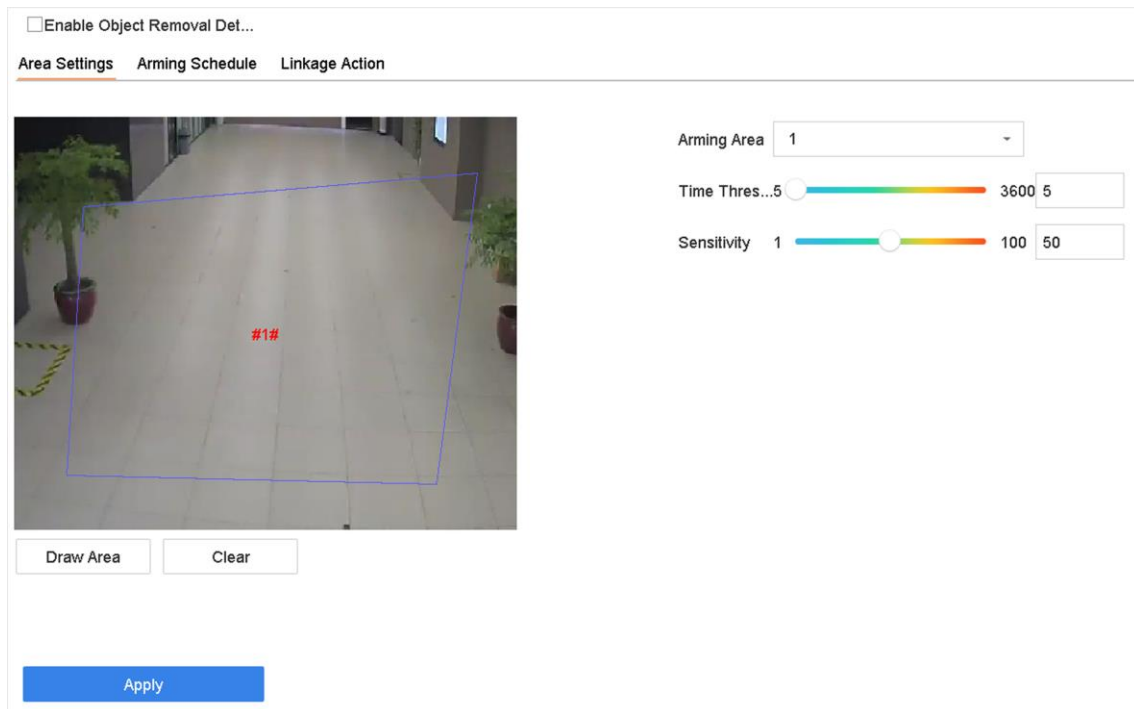 Enable Object Removal Det...
Area Settings Arming Schedule Linkage Action
Arming Area 1
Time Thres...5 3600 5
Sensitivity 1 100 50
#1#
Draw Area Clear
Apply